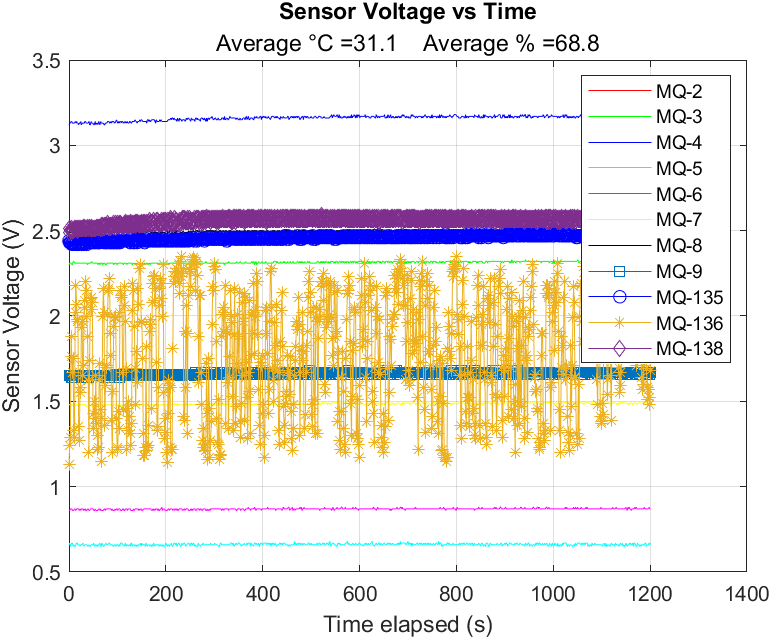 Sensor Voltage vs Time
Average °C =31.1    Average % =68.8
3.5
3
2.5
2
1.5
1
0.5
Sensor Voltage (V)
MQ-2
MQ-3
MQ-4
MQ-5
MQ-6
MQ-7
MQ-8
MQ-9
MQ-135
MQ-136
MQ-138
0 200 400 600 800 1000 1200 1400
Time elapsed (s)